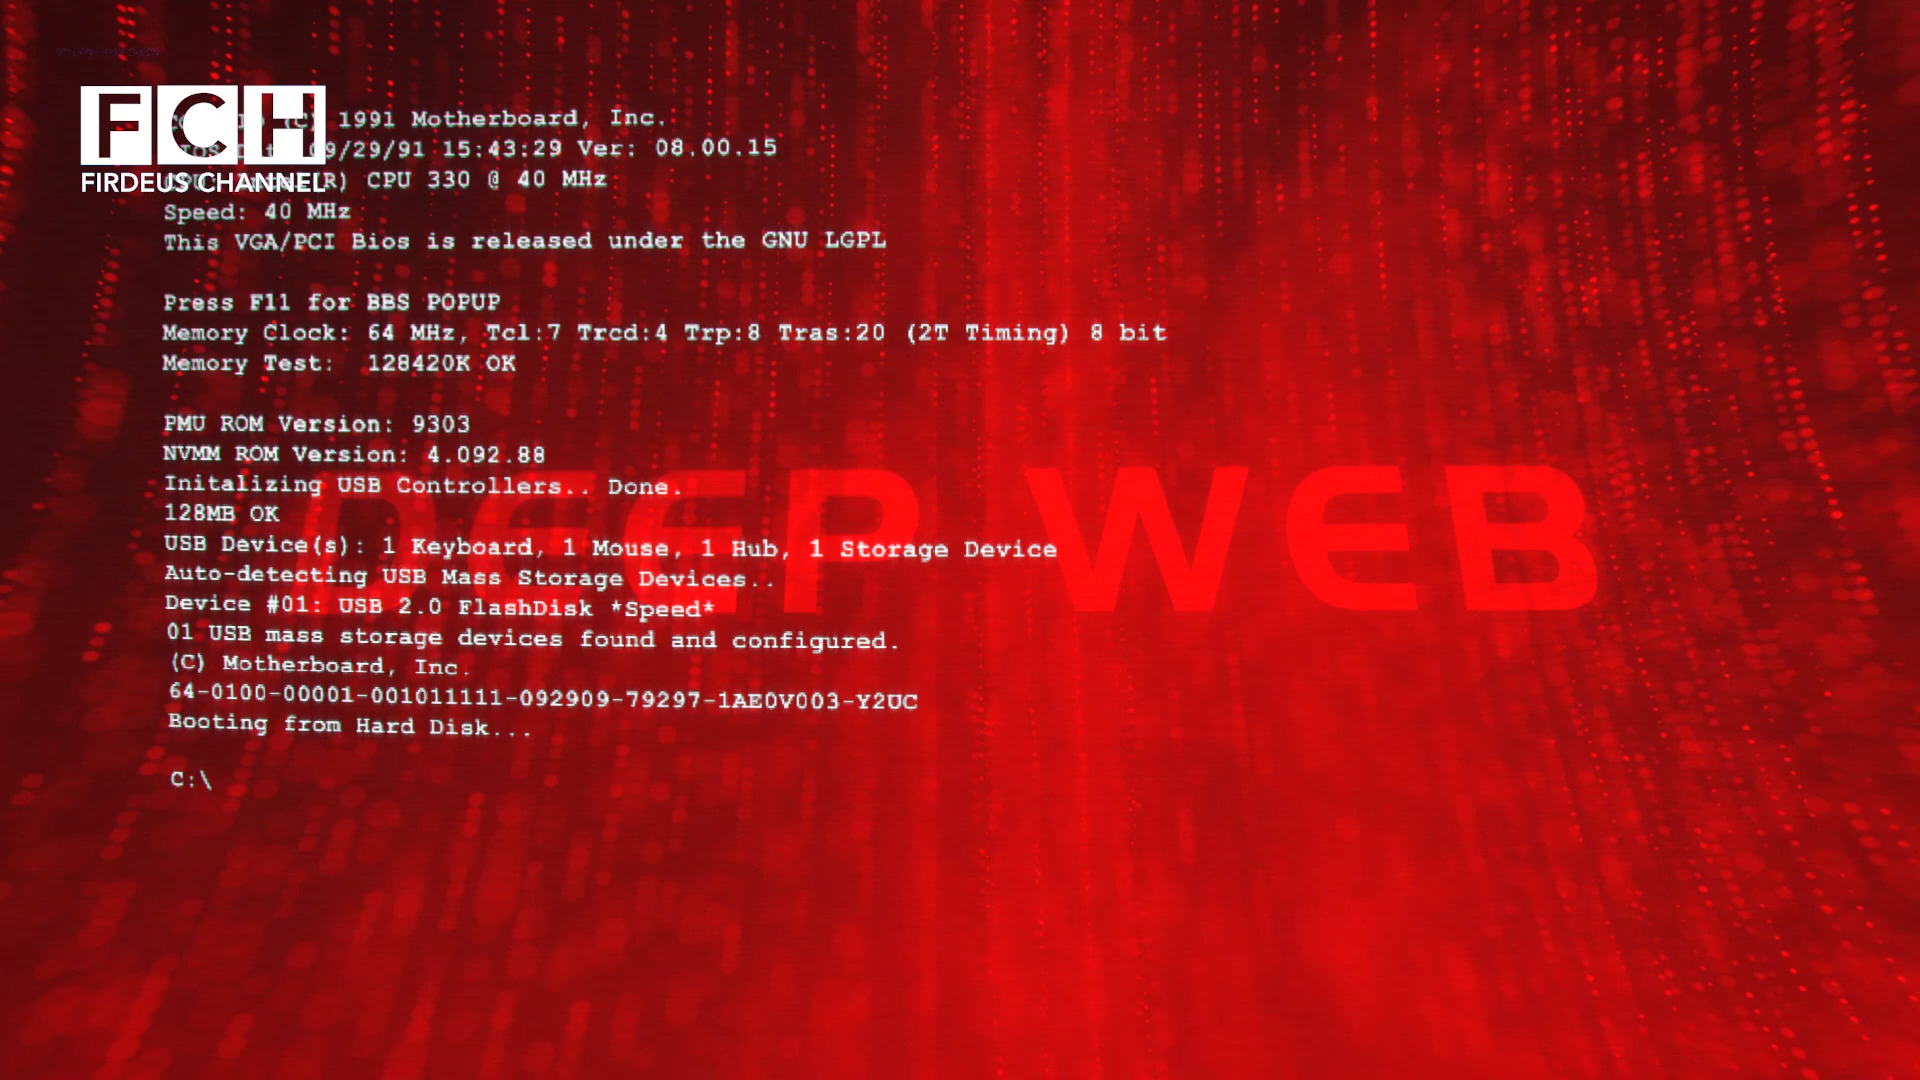 FCH
FIRDEUS CHANNEL
(C) 1991 Motherboard, Inc.
09/29/91 15:43:29 Ver: 08.00.15
CPU 330 @ 40 MHz
Speed: 40 MHz
This VGA/PCI Bios is released under the GNU LGPL
Press F11 for BBS POPUP
Memory Clock: 64 MHz, Tcl:7 Trcd:4 Trp:8 Tras:20 (2T Timing) 8 bit
Memory Test: 128420K OK
PMU ROM Version: 9303
NVMM ROM Version: 4.092.88
Initalizing USB Controllers.. Done.
128MB OK
USB Device(s): 1 Keyboard, 1 Mouse, 1 Hub, 1 Storage Device
Auto-detecting USB Mass Storage Devices..
Device #01: USB 2.0 FlashDisk *Speed*
01 USB mass storage devices found and configured.
(C) Motherboard, Inc.
64-0100-00001-001011111-092909-79297-1AE0V003-Y2UC
Booting from Hard Disk...
C:\
DEEP WEB